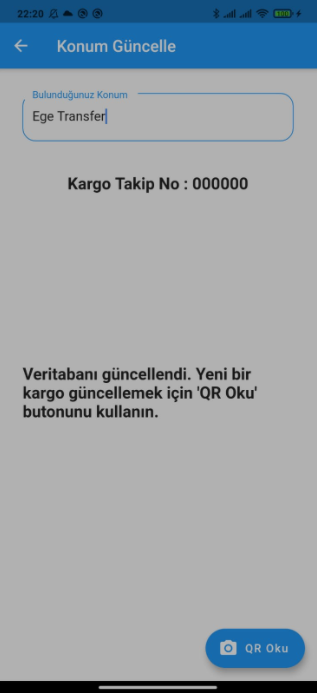 22:20
Konum Güncelle
Bulunduğunuz Konum
Ege Transfer
Kargo Takip No : 000000
Veritabanı güncellendi. Yeni bir
kargo güncellemek için 'QR Oku'
butonunu kullanın.
QR Oku